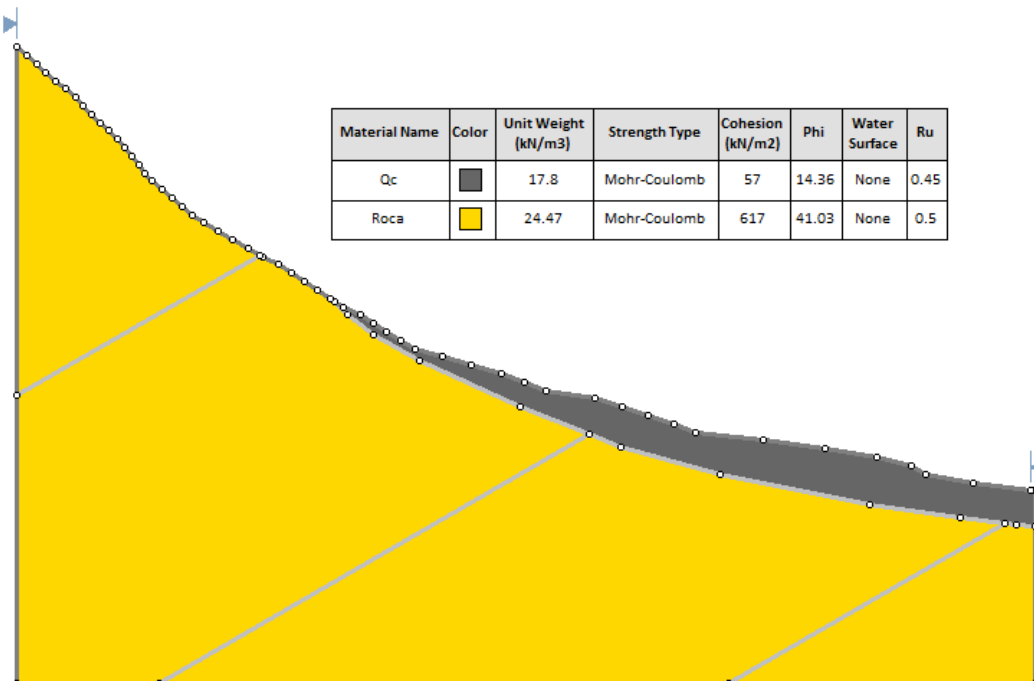 Material Name Color Unit Weight (kN/m3) Strength Type Cohesion (kN/m2) Phi Water Surface Ru
Qc 17.8 Mohr-Coulomb 57 14.36 None 0.45
Roca 24.47 Mohr-Coulomb 617 41.03 None 0.5